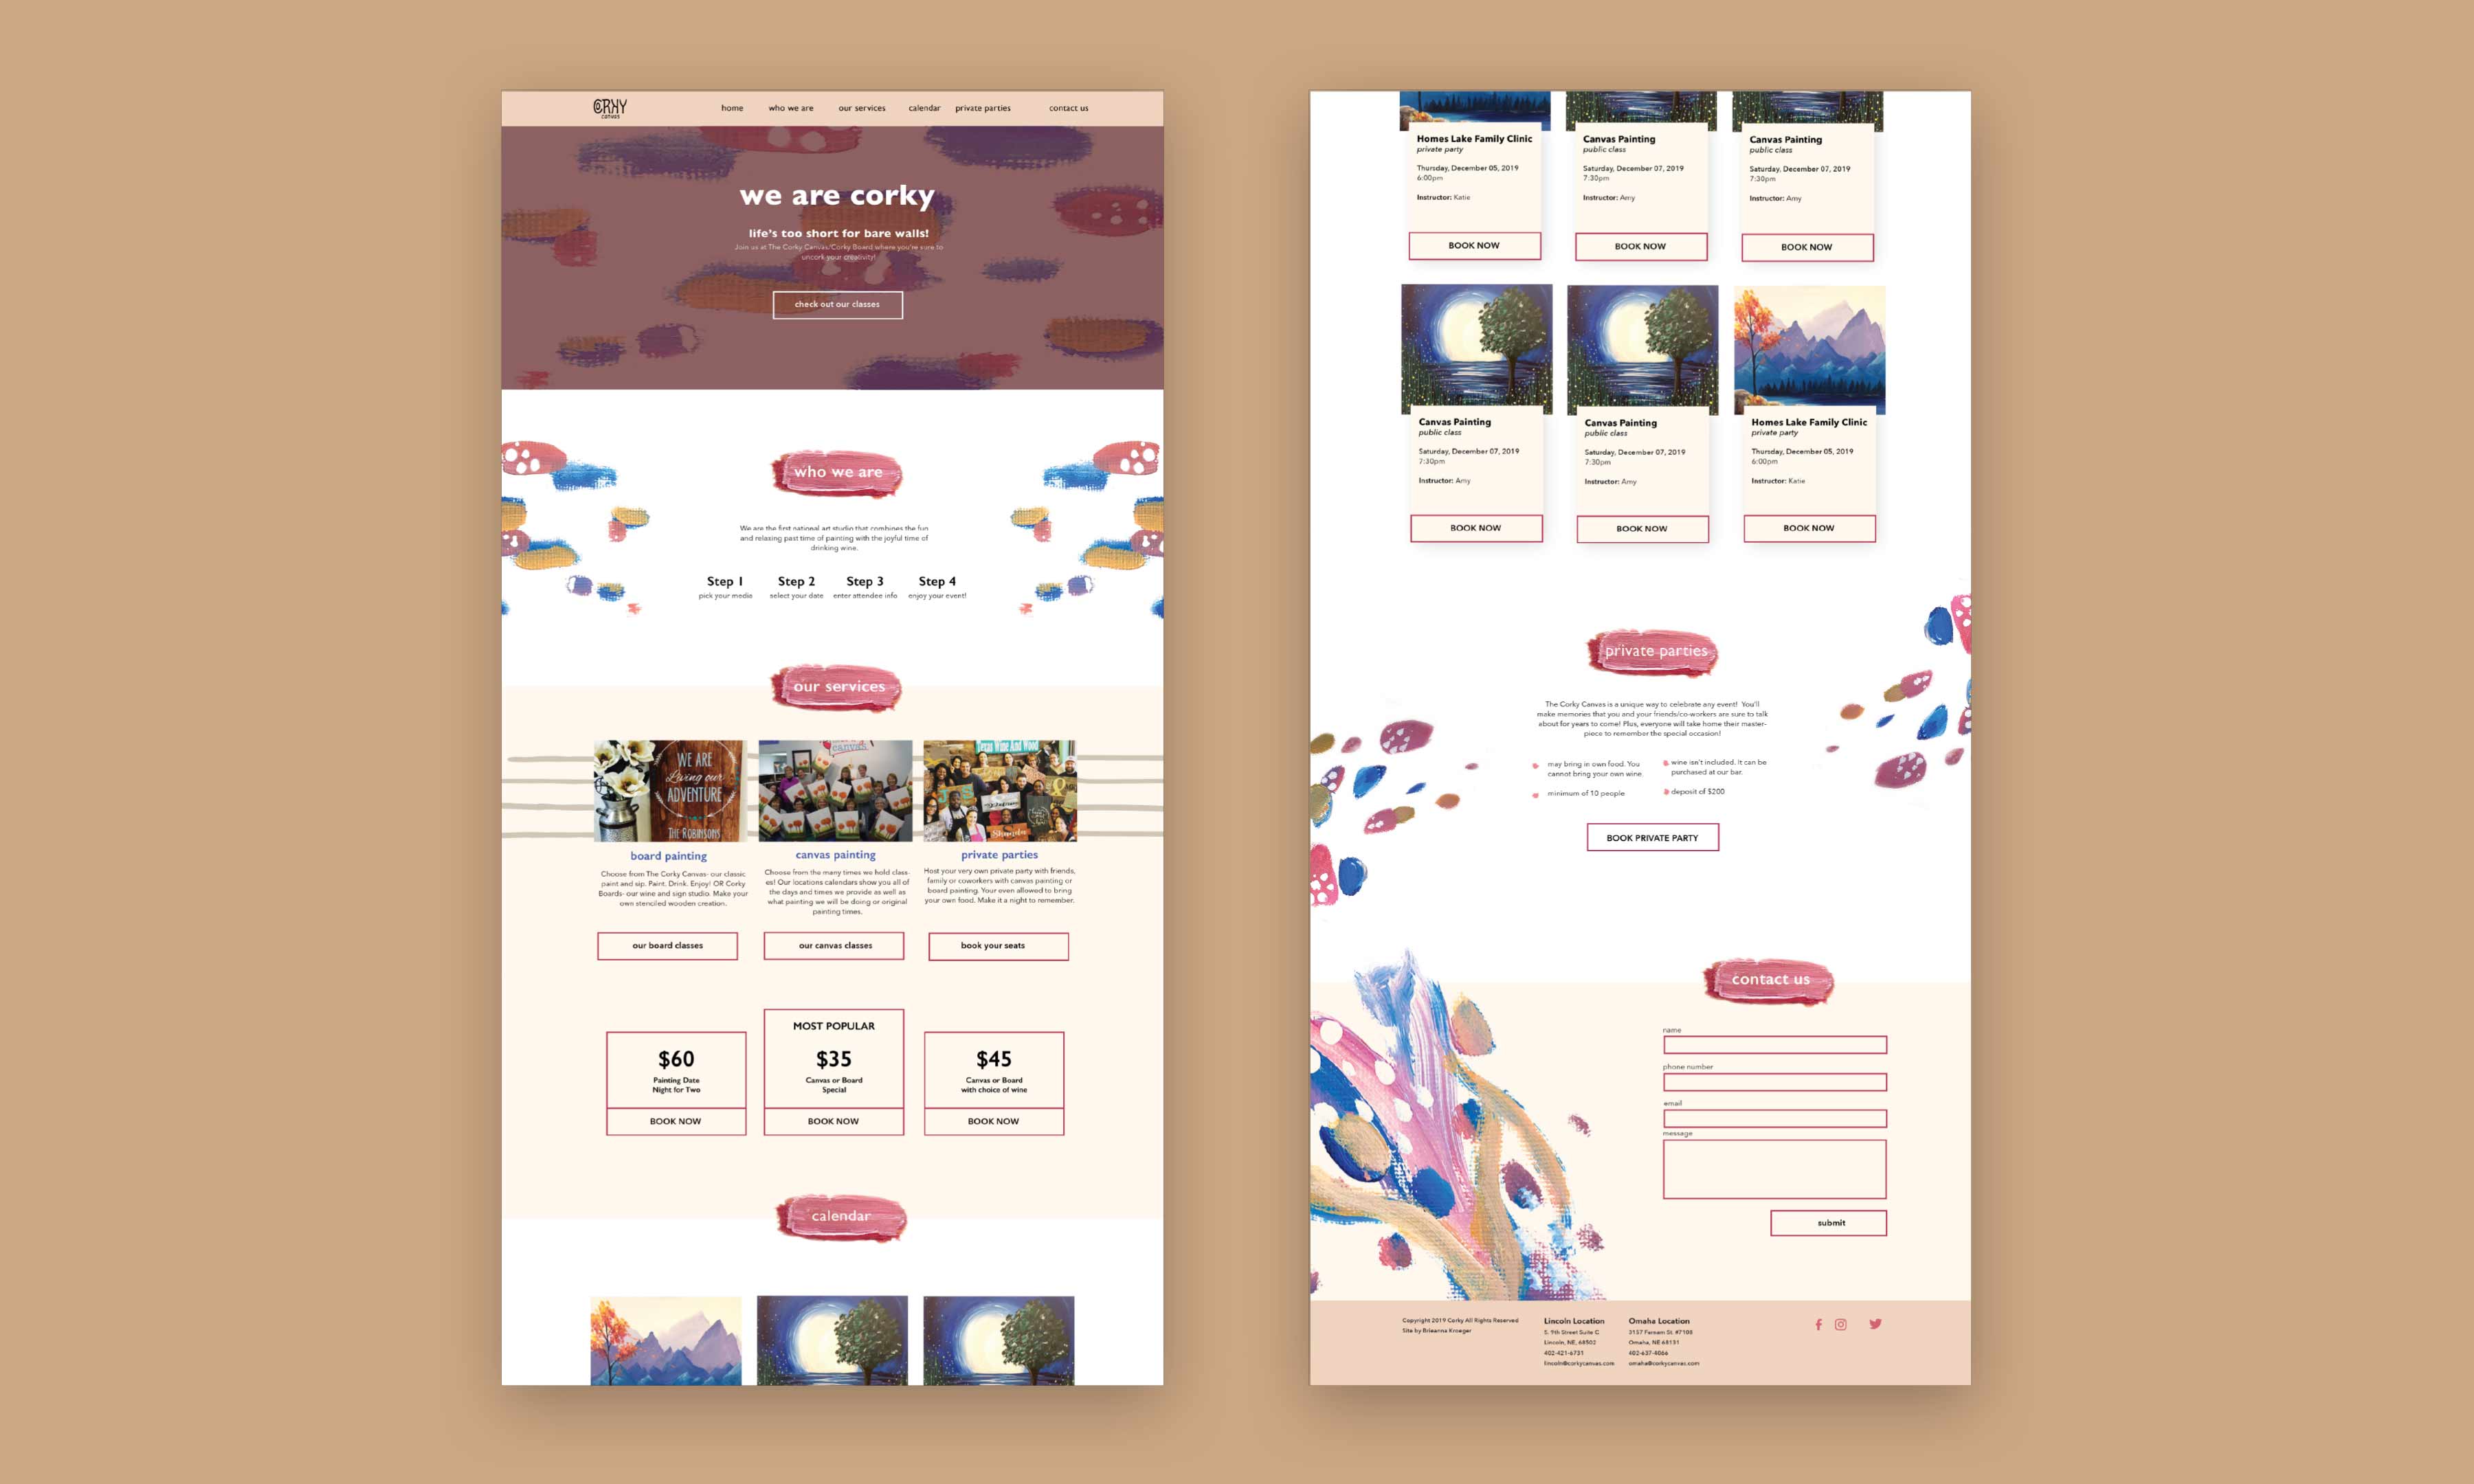 CORKY
canvas
home who we are our services calendar private parties contact us
we are corky
life's too short for bare walls!
Join us at The Corky Canvas/Corky Board where you're sure to
uncork your creativity!
check out our classes
who we are
We are the first national art studio that combines the fun
and relaxing past time of painting with the joyful time of
drinking wine.
Step 1 Step 2 Step 3 Step 4
pick your media select your date enter attendee info enjoy your event!
our services
WE ARE
Living our
ADVENTURE
THE ROBINSONS
canvas
Texas Wine And Wood
board painting
Choose from The Corky Canvas- our classic
paint and sip. Paint. Drink. Enjoy! OR Corky
Boards- our wine and sign studio. Make your
own stenciled wooden creation.
our board classes
canvas painting
Choose from the many times we hold class-
es! Our locations calendars show you all of
the days and times we provide as well as
what painting we will be doing or original
painting times.
our canvas classes
private parties
Host your very own private party with friends,
family or coworkers with canvas painting or
board painting. Your even allowed to bring
your own food. Make it a night to remember.
book your seats
$60
Painting Date
Night for Two
BOOK NOW
MOST POPULAR
$35
Canvas or Board
Special
BOOK NOW
$45
Canvas or Board
with choice of wine
BOOK NOW
calendar
Homes Lake Family Clinic
private party
Thursday, December 05, 2019
6:00pm
Instructor: Katie
BOOK NOW
Canvas Painting
public class
Saturday, December 07, 2019
7:30pm
Instructor: Amy
BOOK NOW
Canvas Painting
public class
Saturday, December 07, 2019
7:30pm
Instructor: Amy
BOOK NOW
Canvas Painting
public class
Saturday, December 07, 2019
7:30pm
Instructor: Amy
BOOK NOW
Canvas Painting
public class
Saturday, December 07, 2019
7:30pm
Instructor: Amy
BOOK NOW
Homes Lake Family Clinic
private party
Thursday, December 05, 2019
6:00pm
Instructor: Katie
BOOK NOW
private parties
The Corky Canvas is a unique way to celebrate any event! You'll
make memories that you and your friends/co-workers are sure to talk
about for years to come! Plus, everyone will take home their master-
piece to remember the special occasion!
may bring in own food. You
cannot bring your own wine.
minimum of 10 people
wine isn't included. it can be
purchased at our bar.
deposit of $200
BOOK PRIVATE PARTY
contact us
name
phone number
email
message
submit
Copyright 2019 Corky All Rights Reserved
Site by Brieanna Kroeger
Lincoln Location
S. 9th Street Suite C
Lincoln, NE, 68502
402-421-6731
lincoln@corkycanvas.com
Omaha Location
3157 Farnam St. #7108
Omaha, NE 68131
402-637-4066
omaha@corkycanvas.com